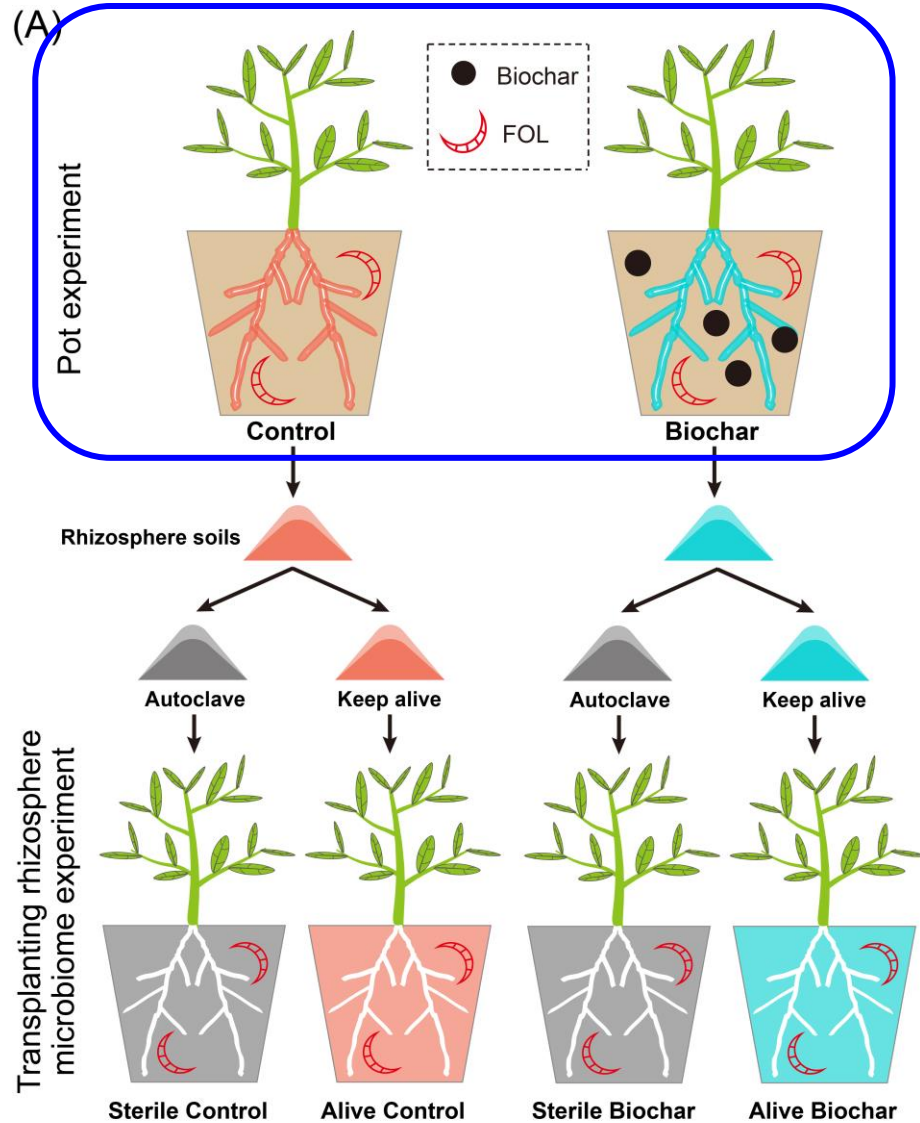 (A)
Biochar
FOL
Pot experiment
Control
Biochar
Rhizosphere soils
Autoclave
Keep alive
Autoclave
Keep alive
Transplanting rhizosphere
microbiome experiment
Sterile Control
Alive Control
Sterile Biochar
Alive Biochar